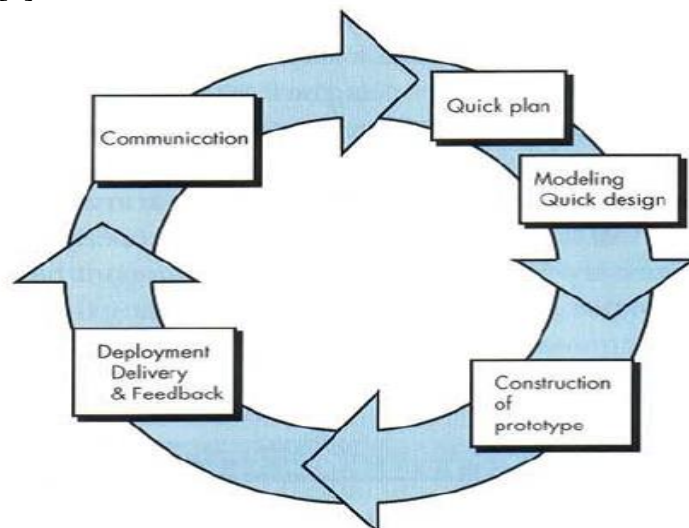 Communication
Quick plan
Modeling
Quick design
Construction
of
prototype
Deployment
Delivery
& Feedback